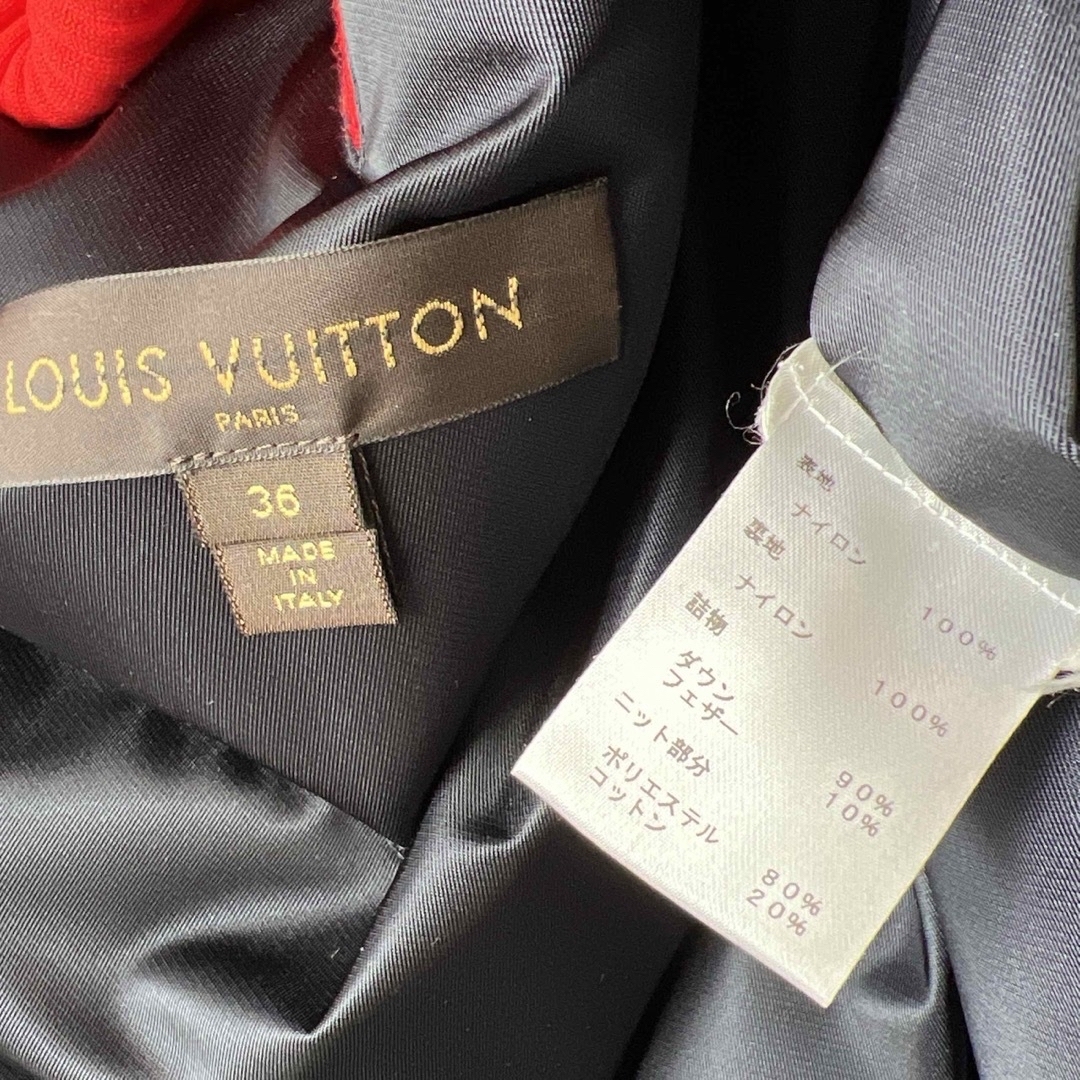 LOUIS VUITTON
PARIS
36
MADE
IN
ITALY
表地
ナイロン 100%
裏地
ナイロン 100%
詰物
ダウン 90%
フェザー 10%
ニット部分
ポリエステル 80%
コットン 20%